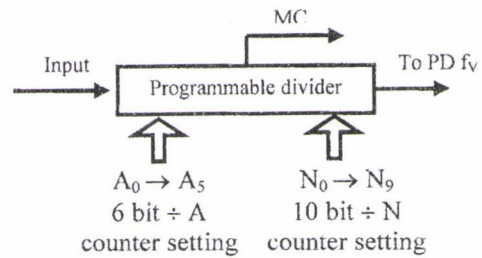 MC
Input
To PD fV
Programmable divider
A0 → A5
6 bit ÷ A
counter setting
N0 → N9
10 bit ÷ N
counter setting